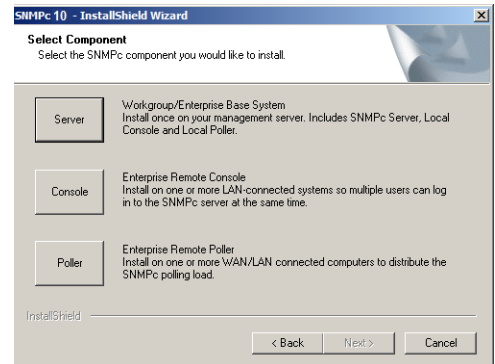 SNMPc 10 - InstallShield Wizard
Select Component
Select the SNMPc component you would like to install.
Server
Workgroup/Enterprise Base System
Install once on your management server. Includes SNMPc Server, Local
Console and Local Poller.
Console
Enterprise Remote Console
Install on one or more LAN-connected systems so multiple users can log
in to the SNMPc server at the same time.
Poller
Enterprise Remote Poller
Install on one or more WAN/LAN connected computers to distribute the
SNMPc polling load.
InstallShield
< Back
Next >
Cancel